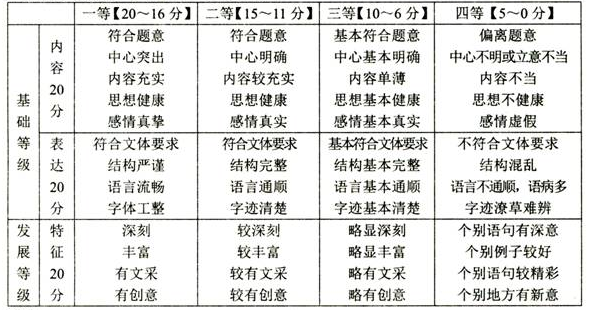 一等【20~16 分】 二等【15~11 分】 三等【10~6 分】 四等【5~0 分】
基础等级
内容20分
符合题意 符合题意 基本符合题意 偏离题意
中心突出 中心明确 中心基本明确 中心不明或立意不当
内容充实 内容较充实 内容单薄 内容不当
思想健康 思想健康 思想基本健康 思想不健康
感情真挚 感情真实 感情基本真实 感情虚假
表达20分
符合文体要求 符合文体要求 基本符合文体要求 不符合文体要求
结构严谨 结构完整 结构基本完整 结构混乱
语言流畅 语言通顺 语言基本通顺 语言不通顺，语病多
字体工整 字迹清楚 字迹基本清楚 字迹潦草难辨
发展等级
特征20分
深刻 较深刻 略显深刻 个别语句有深意
丰富 较丰富 略显丰富 个别例子较好
有文采 较有文采 略有文采 个别语句较精彩
有创意 较有创意 略有创意 个别地方有新意